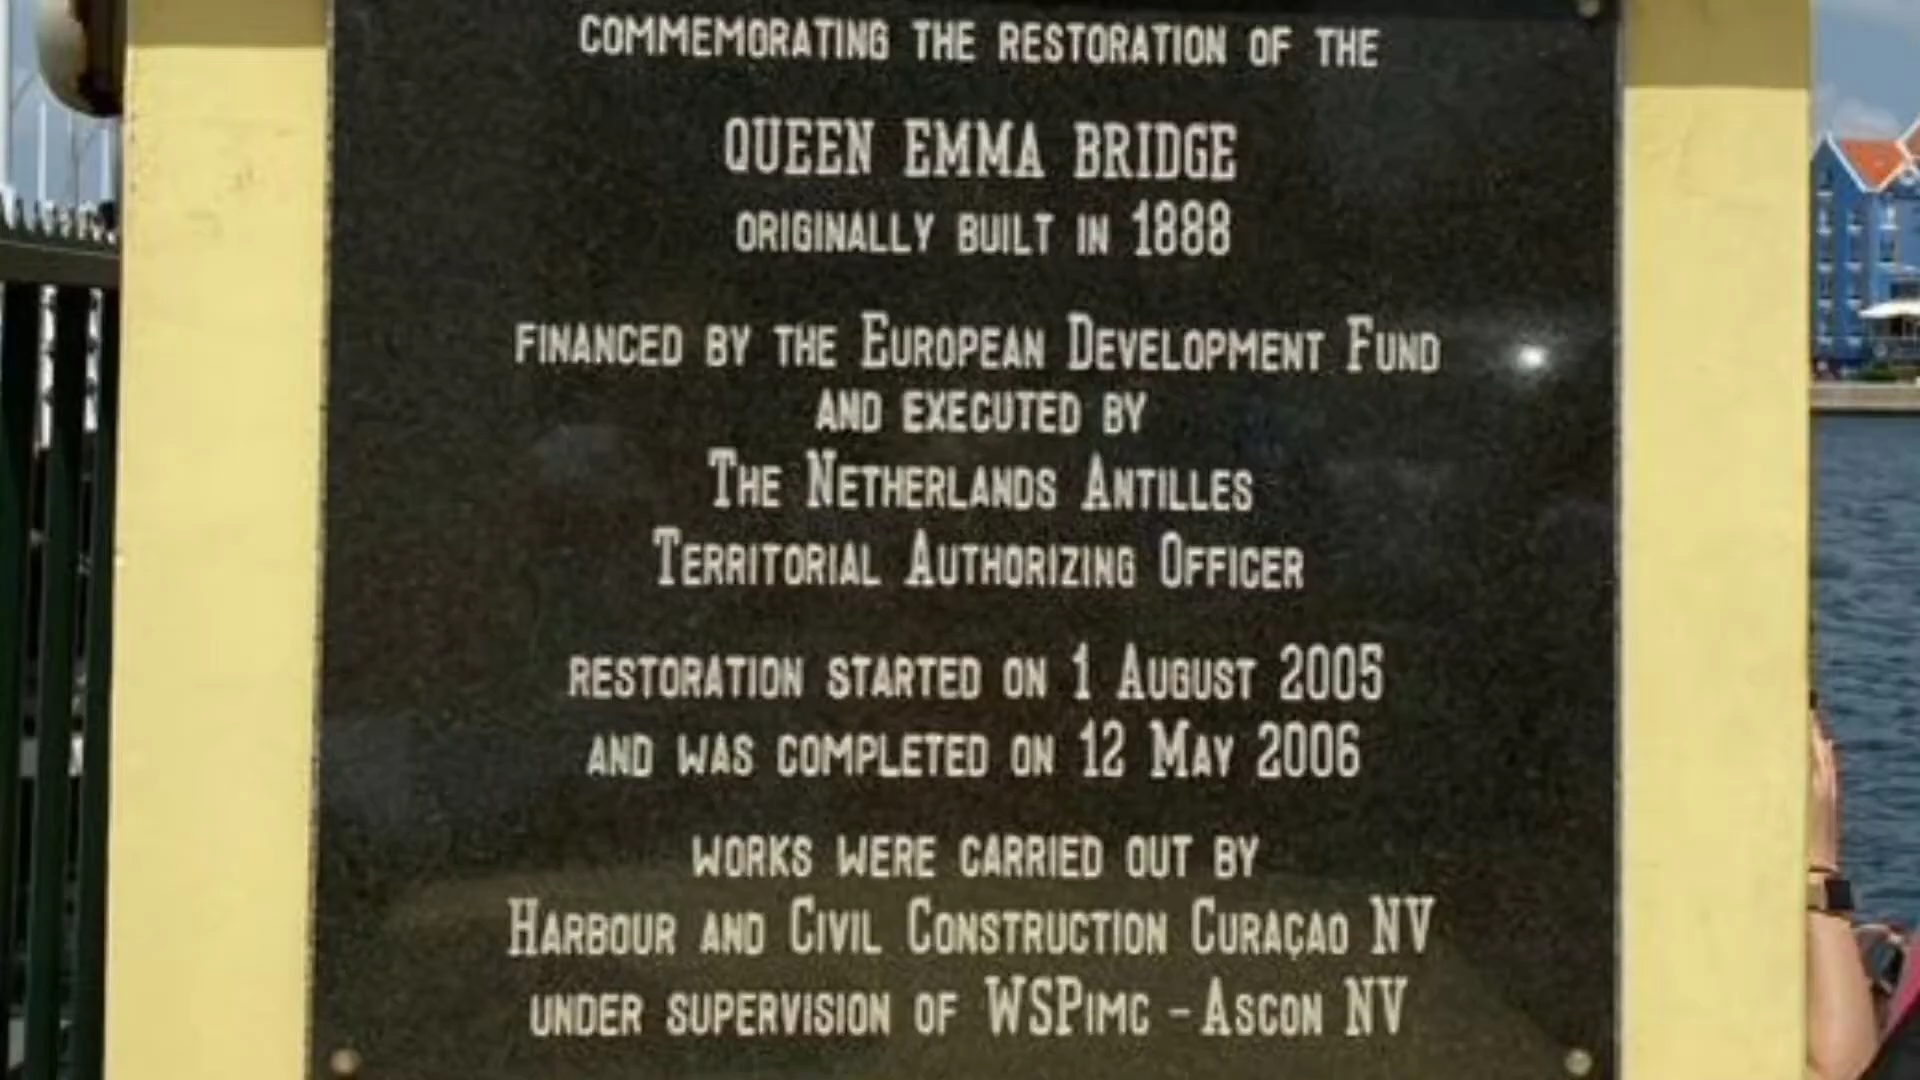 COMMEMORATING THE RESTORATION OF THE
QUEEN EMMA BRIDGE
ORIGINALLY BUILT IN 1888
FINANCED BY THE EUROPEAN DEVELOPMENT FUND
AND EXECUTED BY
THE NETHERLANDS ANTILLES
TERRITORIAL AUTHORIZING OFFICER
RESTORATION STARTED ON 1 AUGUST 2005
AND WAS COMPLETED ON 12 MAY 2006
WORKS WERE CARRIED OUT BY
HARBOUR AND CIVIL CONSTRUCTION CURAÇAO NV
UNDER SUPERVISION OF WSPIMC - ASCON NV